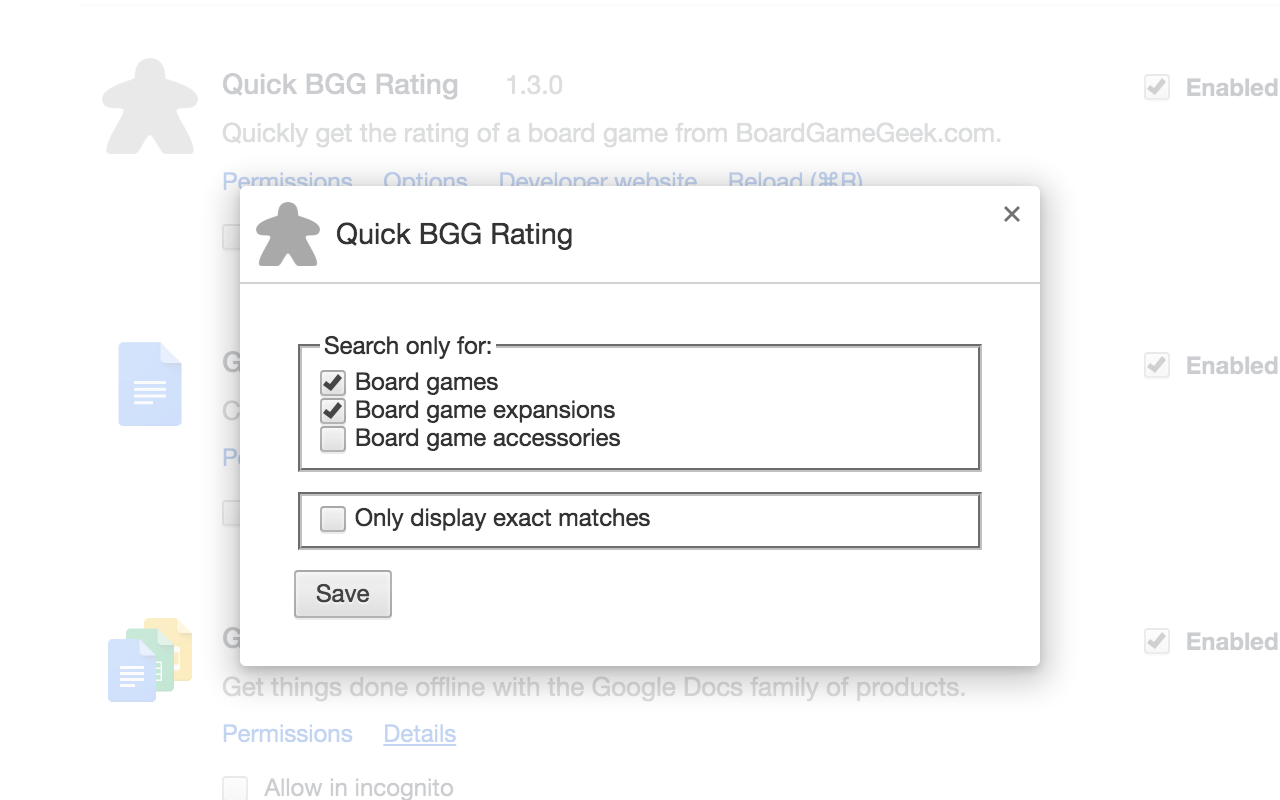 Quick BGG Rating 1.3.0
Enabled
Quickly get the rating of a board game from BoardGameGeek.com.
Permissions Options Developer website Reload (⌘R)
Quick BGG Rating
×
Search only for:
Board games
Board game expansions
Board game accessories
Only display exact matches
Save
Enabled
Enabled
Get things done offline with the Google Docs family of products.
Permissions Details
Allow in incognito